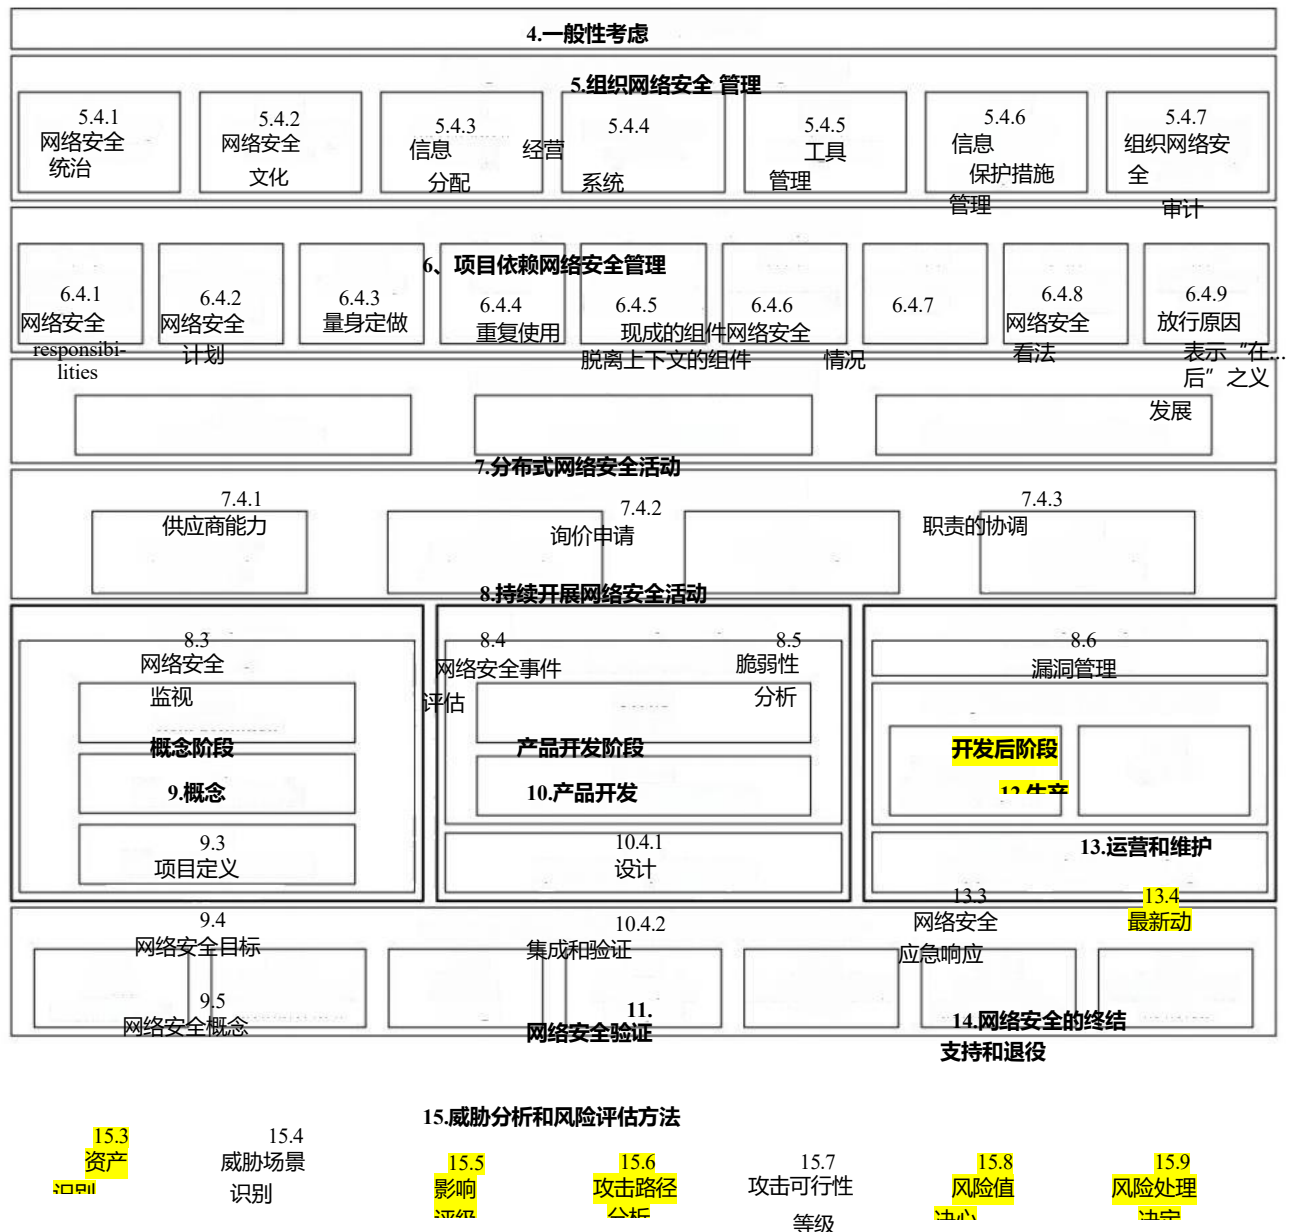 4.一般性考虑
5.组织网络安全 管理
5.4.1
网络安全
统治
5.4.2
网络安全
文化
5.4.3
信息
分配
5.4.4
经营
系统
5.4.5
工具
管理
5.4.6
信息
保护措施
管理
5.4.7
组织网络安
全
审计
6、项目依赖网络安全管理
6.4.1
网络安全
responsibi-
lities
6.4.2
网络安全
计划
6.4.3
量身定做
6.4.4
重复使用
6.4.5
现成的组件网络安全
脱离上下文的组件
6.4.6
6.4.7
情况
6.4.8
网络安全
看法
6.4.9
放行原因
表示“在...
后”之义
发展
7.分布式网络安全活动
7.4.1
供应商能力
7.4.2
询价申请
7.4.3
职责的协调
8.持续开展网络安全活动
8.3
网络安全
监视
8.4
网络安全事件
评估
8.5
脆弱性
分析
8.6
漏洞管理
概念阶段
9.概念
9.3
项目定义
9.4
网络安全目标
9.5
网络安全概念
产品开发阶段
10.产品开发
10.4.1
设计
10.4.2
集成和验证
11.
网络安全验证
开发后阶段
12.生产
13.运营和维护
13.3
网络安全
应急响应
13.4
最新动
14.网络安全的终结
支持和退役
15.威胁分析和风险评估方法
15.3
资产
识别
15.4
威胁场景
识别
15.5
影响
评级
15.6
攻击路径
分析
15.7
攻击可行性
等级
15.8
风险值
决心
15.9
风险处理
决定